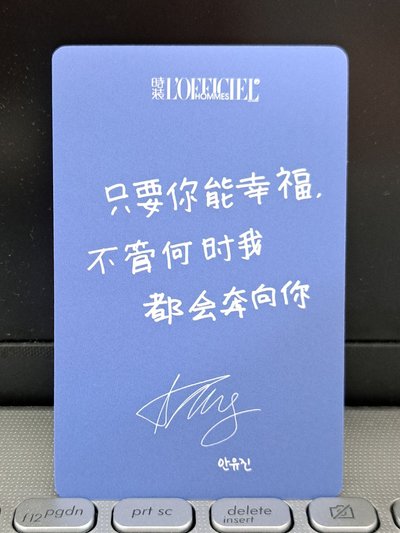 時装 L'OFFICIEL
HOMMES
只要你能幸福,
不管何时我
都会奔向你
안유진
f12 pgdn
prt sc
delete
insert